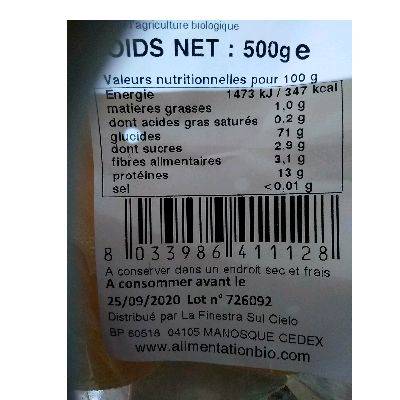 agriculture biologique
OIDS NET : 500g e
Valeurs nutritionnelles pour 100 g
Energie 1473 kJ / 347 kcal
matières grasses 1,0 g
dont acides gras saturés 0,2 g
glucides 71 g
dont sucres 2,9 g
fibres alimentaires 3,1 g
protéines 13 g
sel <0,01 g
8 033986 411128
A conserver dans un endroit sec et frais
A consommer avant le
25/09/2020 Lot n° 726092
Distribué par La Finestra Sul Cielo
BP 60518 04105 MANOSQUE CEDEX
www.alimentationbio.com